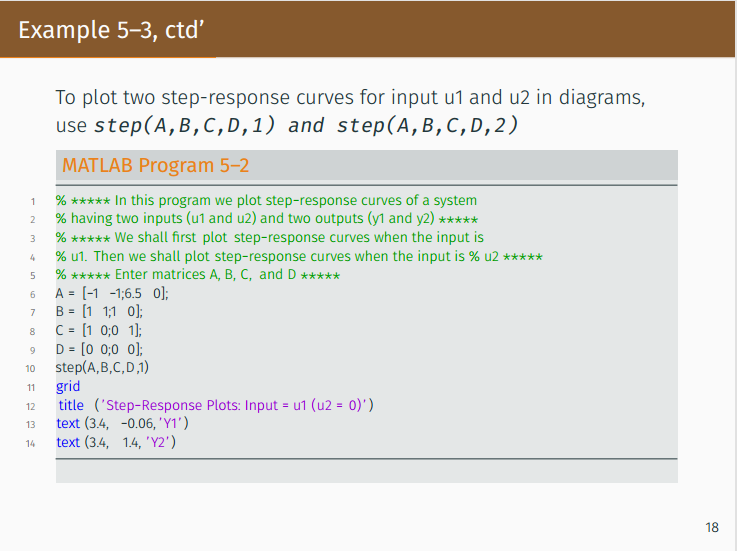 Example 5–3, ctd’
To plot two step-response curves for input u1 and u2 in diagrams,
use step(A,B,C,D,1) and step(A,B,C,D,2)
MATLAB Program 5–2
1 % ***** In this program we plot step-response curves of a system
2 % having two inputs (u1 and u2) and two outputs (y1 and y2) *****
3 % ***** We shall first plot step-response curves when the input is
4 % u1. Then we shall plot step-response curves when the input is % u2 *****
5 % ***** Enter matrices A, B, C, and D *****
6 A = [-1 -1;6.5 0];
7 B = [1 1;1 0];
8 C = [1 0;0 1];
9 D = [0 0;0 0];
10 step(A,B,C,D,1)
11 grid
12 title ('Step-Response Plots: Input = u1 (u2 = 0)')
13 text (3.4, -0.06,'Y1')
14 text (3.4, 1.4, 'Y2')
18